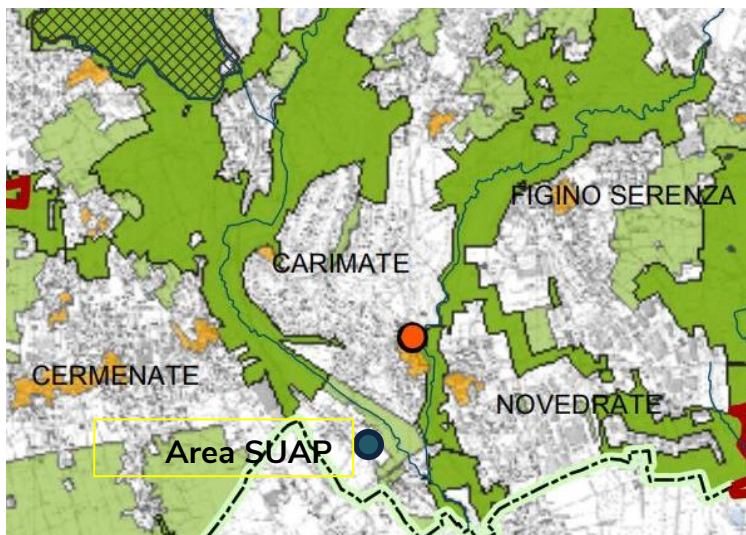 FIGINO SERENZA
CARIMATE
CERMENATE
NOVEDRATE
Area SUAP